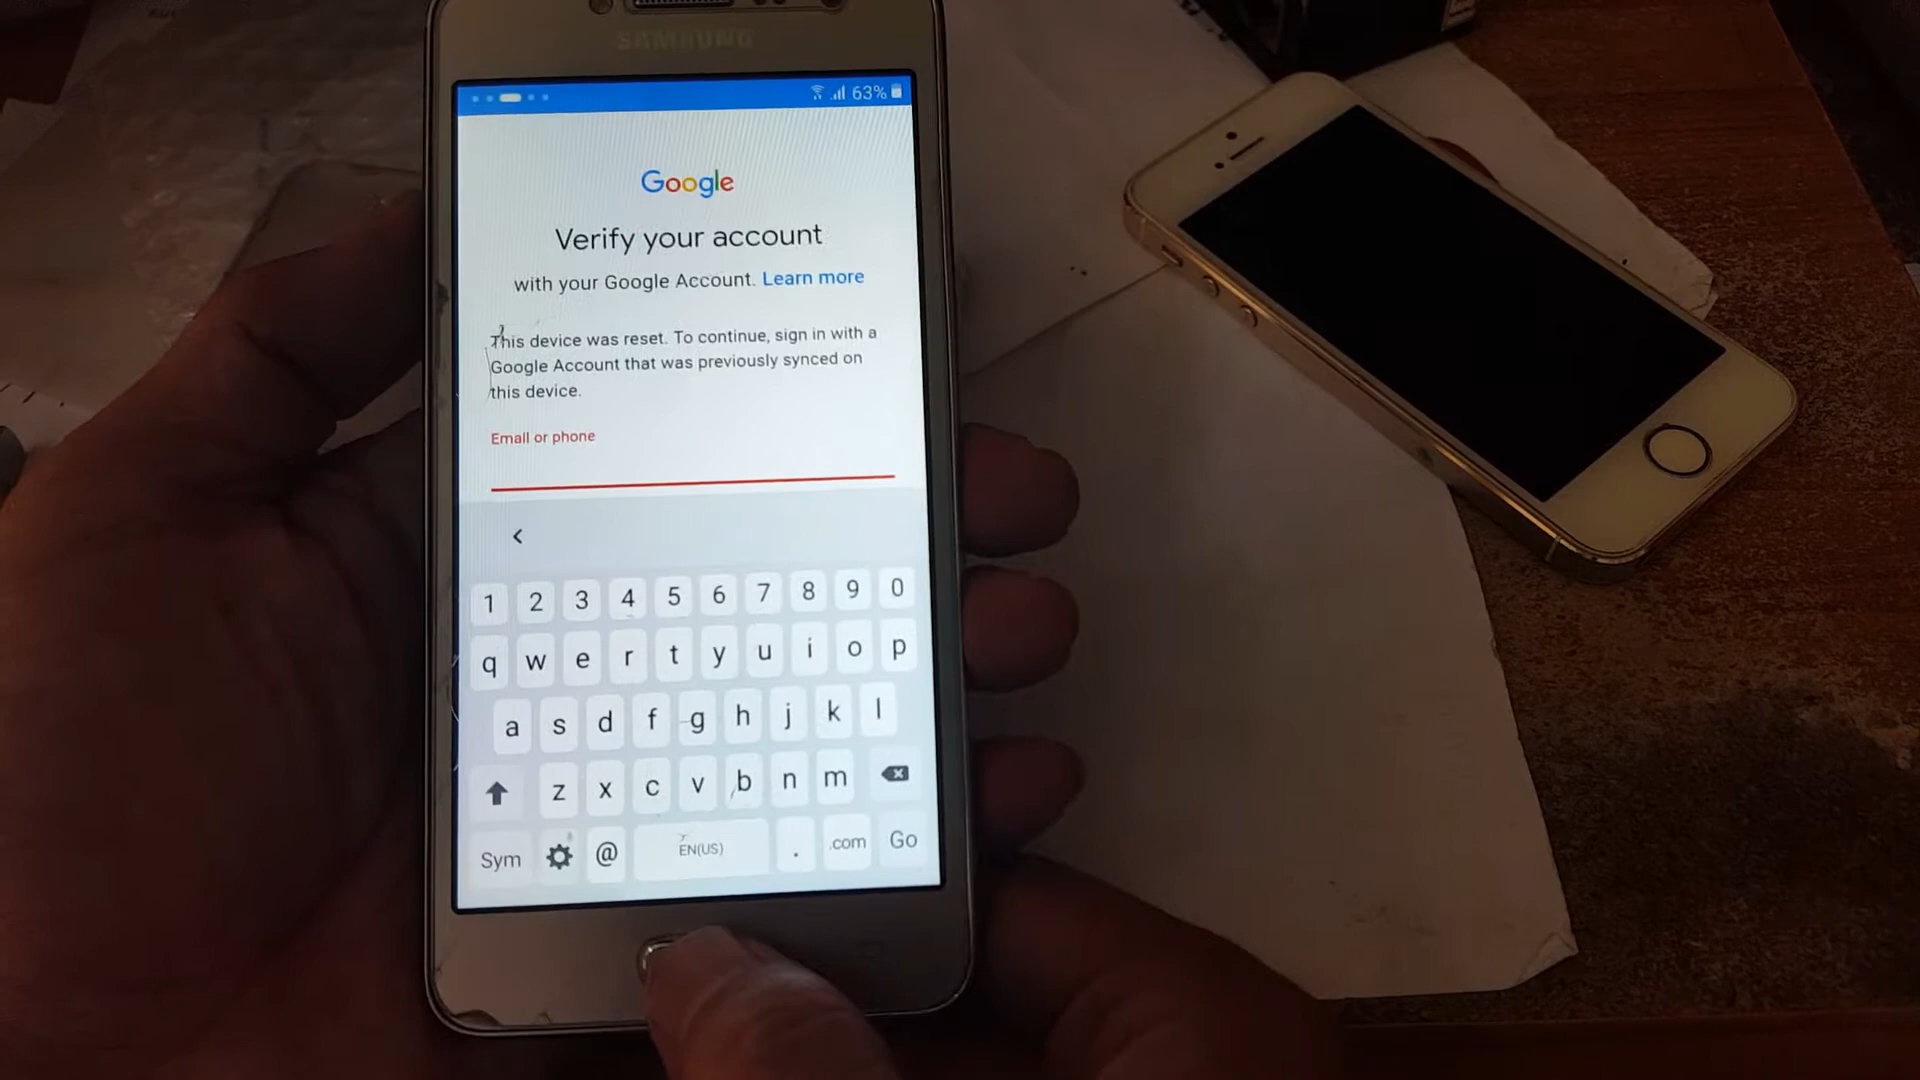 SAMSUNG
63%
Google
Verify your account
with your Google Account. Learn more
This device was reset. To continue, sign in with a
Google Account that was previously synced on
this device.
Email or phone
<
1 2 3 4 5 6 7 8 9 0
q w e r t y u i o p
a s d f g h j k l
z x c v b n m
Sym @ EN(US) . .com Go